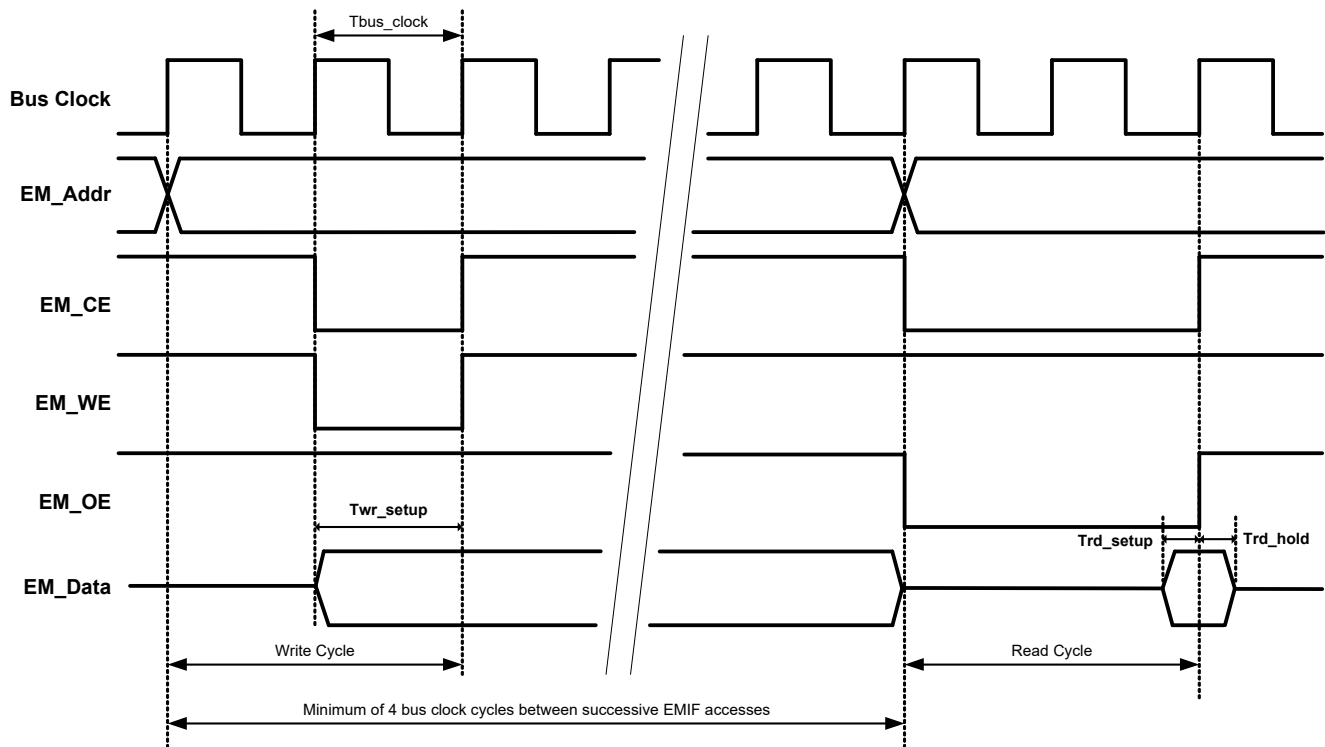 Tbus_clock
Bus Clock
EM_Addr
EM_CE
EM_WE
EM_OE
Twr_setup
Trd_setup
Trd_hold
EM_Data
Write Cycle
Read Cycle
Minimum of 4 bus clock cycles between successive EMIF accesses